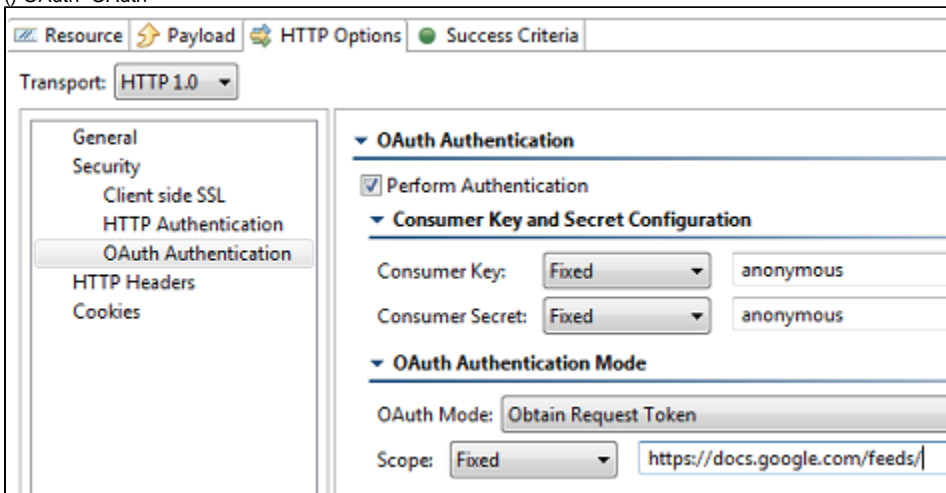 () OAuth OAuth
Resource Payload HTTP Options Success Criteria
Transport: HTTP 1.0
General
Security
Client side SSL
HTTP Authentication
OAuth Authentication
HTTP Headers
Cookies
OAuth Authentication
Perform Authentication
Consumer Key and Secret Configuration
Consumer Key: Fixed anonymous
Consumer Secret: Fixed anonymous
OAuth Authentication Mode
OAuth Mode: Obtain Request Token
Scope: Fixed https://docs.google.com/feeds/